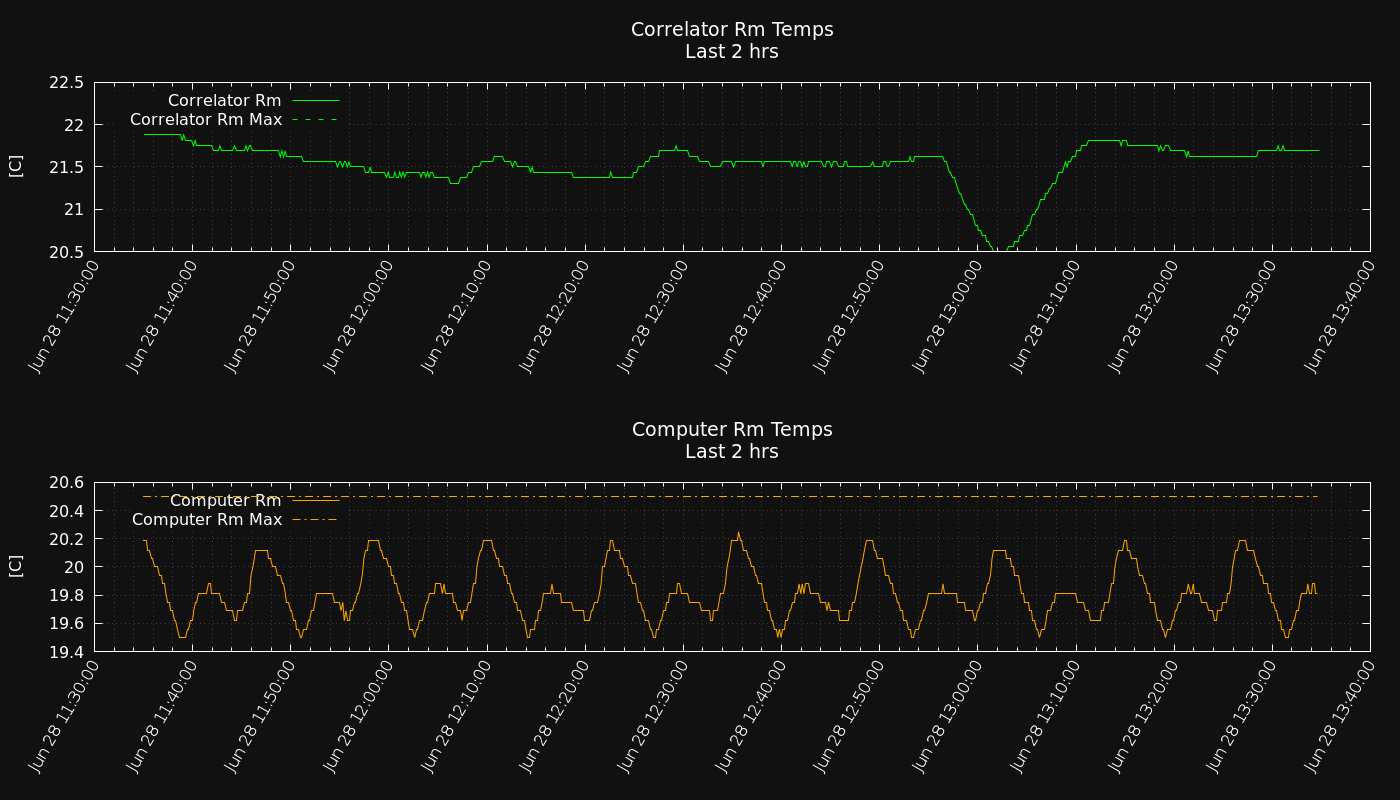 Correlator Rm Temps
Last 2 hrs
22.5
22
21.5
21
20.5
[C]
Correlator Rm
Correlator Rm Max
Jun 28 11:30:00
Jun 28 11:40:00
Jun 28 11:50:00
Jun 28 12:00:00
Jun 28 12:10:00
Jun 28 12:20:00
Jun 28 12:30:00
Jun 28 12:40:00
Jun 28 12:50:00
Jun 28 13:00:00
Jun 28 13:10:00
Jun 28 13:20:00
Jun 28 13:30:00
Jun 28 13:40:00
Computer Rm Temps
Last 2 hrs
20.6
20.4
20.2
20
19.8
19.6
19.4
[C]
Computer Rm
Computer Rm Max
Jun 28 11:30:00
Jun 28 11:40:00
Jun 28 11:50:00
Jun 28 12:00:00
Jun 28 12:10:00
Jun 28 12:20:00
Jun 28 12:30:00
Jun 28 12:40:00
Jun 28 12:50:00
Jun 28 13:00:00
Jun 28 13:10:00
Jun 28 13:20:00
Jun 28 13:30:00
Jun 28 13:40:00